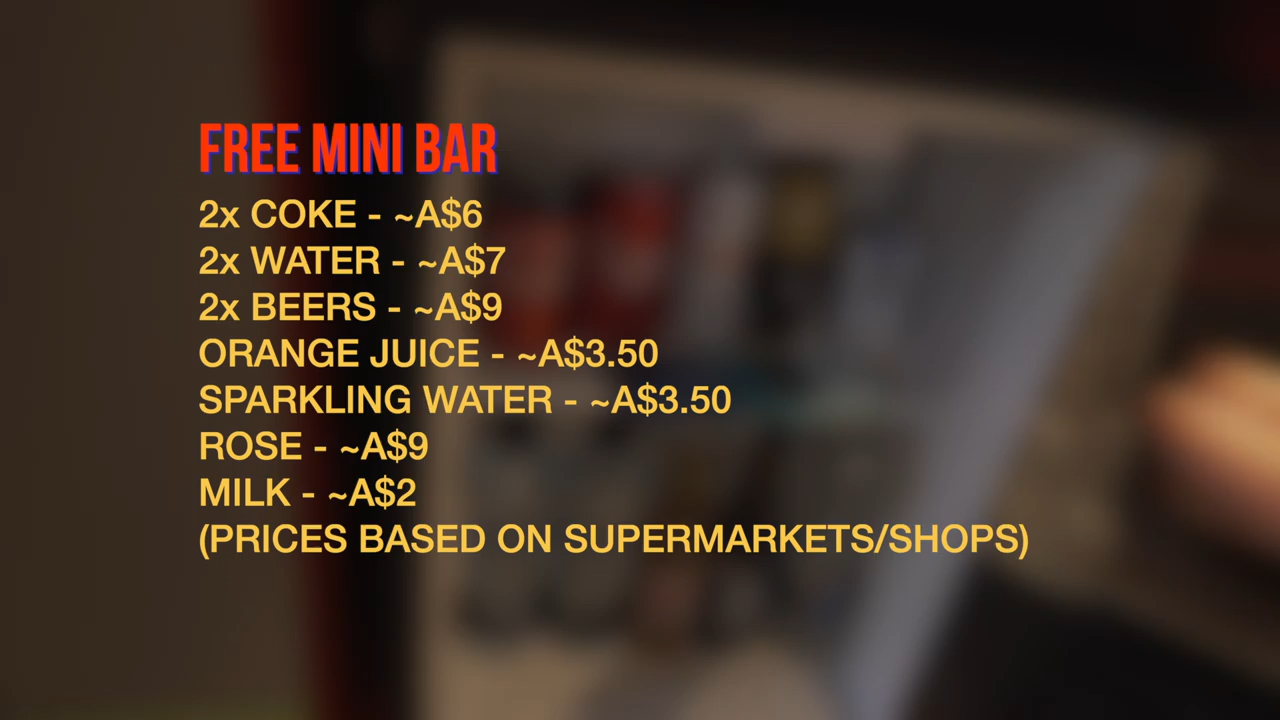 FREE MINI BAR
2x COKE - ~A$6
2x WATER - ~A$7
2x BEERS - ~A$9
ORANGE JUICE - ~A$3.50
SPARKLING WATER - ~A$3.50
ROSE - ~A$9
MILK - ~A$2
(PRICES BASED ON SUPERMARKETS/SHOPS)